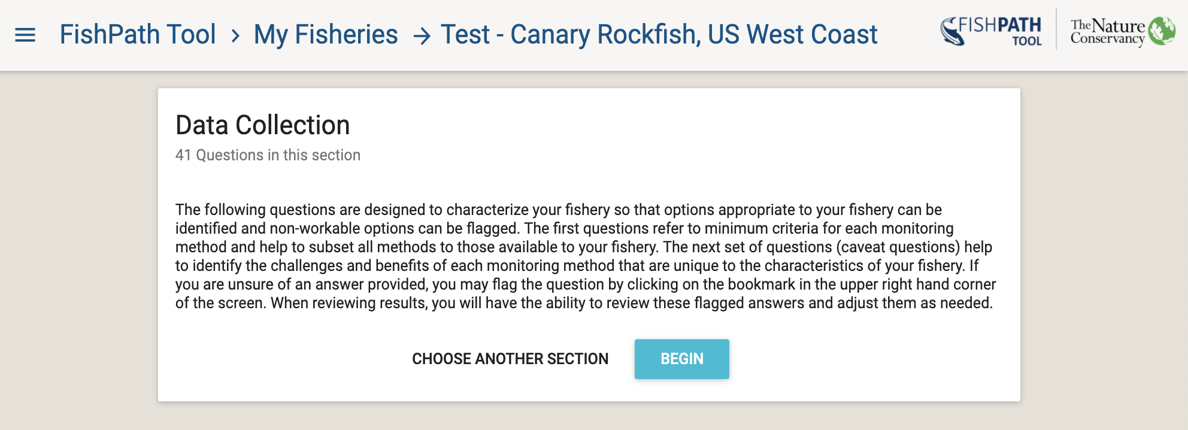 FishPath Tool > My Fisheries → Test - Canary Rockfish, US West Coast
FISHPATH
TOOL
The Nature
Conservancy
Data Collection
41 Questions in this section
The following questions are designed to characterize your fishery so that options appropriate to your fishery can be
identified and non-workable options can be flagged. The first questions refer to minimum criteria for each monitoring
method and help to subset all methods to those available to your fishery. The next set of questions (caveat questions) help
to identify the challenges and benefits of each monitoring method that are unique to the characteristics of your fishery. If
you are unsure of an answer provided, you may flag the question by clicking on the bookmark in the upper right hand corner
of the screen. When reviewing results, you will have the ability to review these flagged answers and adjust them as needed.
CHOOSE ANOTHER SECTION
BEGIN